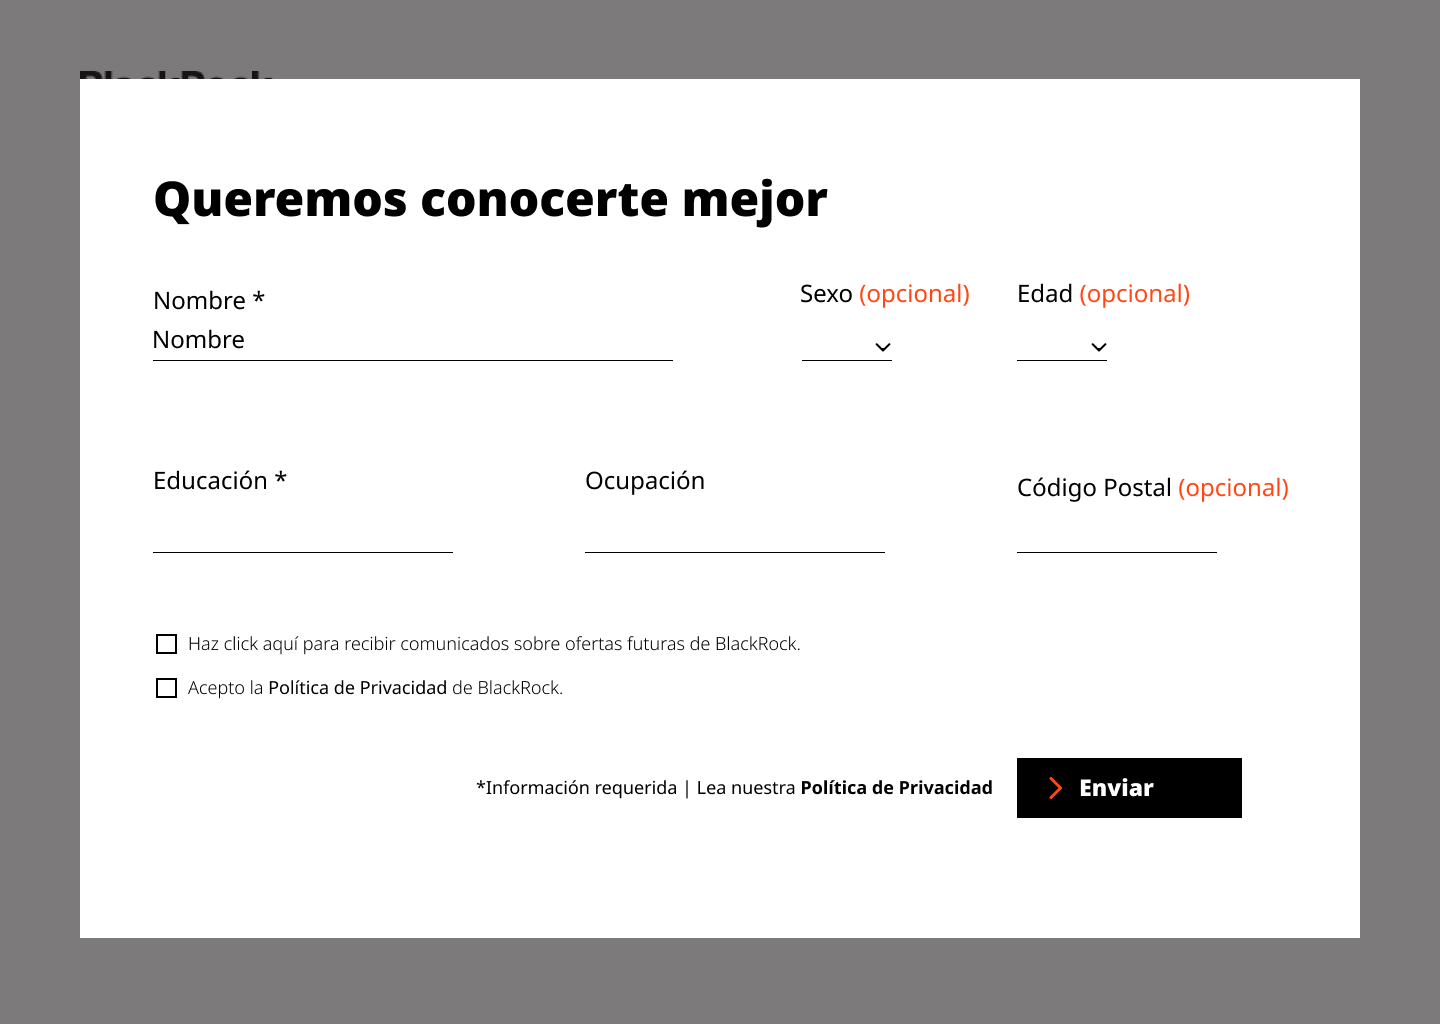 BlackRock
Queremos conocerte mejor
Nombre *
Sexo (opcional)
Edad (opcional)
Nombre
Educación *
Ocupación
Código Postal (opcional)
Haz click aquí para recibir comunicados sobre ofertas futuras de BlackRock.
Acepto la Política de Privacidad de BlackRock.
*Información requerida | Lea nuestra Política de Privacidad
Enviar